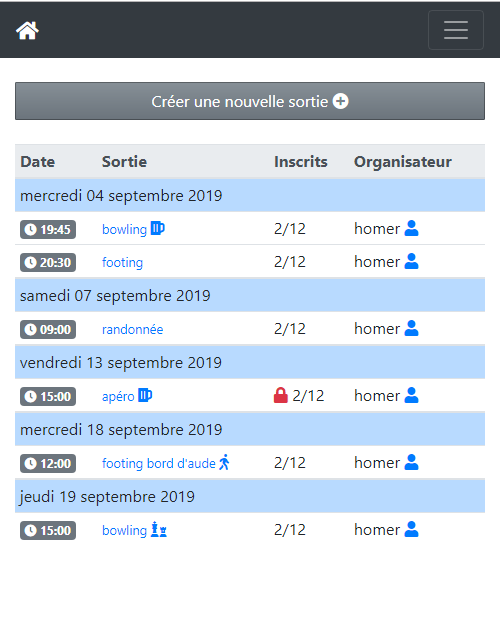 Créer une nouvelle sortie
Date Sortie Inscrits Organisateur
mercredi 04 septembre 2019
19:45 bowling 2/12 homer
20:30 footing 2/12 homer
samedi 07 septembre 2019
09:00 randonnée 2/12 homer
vendredi 13 septembre 2019
15:00 apéro 2/12 homer
mercredi 18 septembre 2019
12:00 footing bord d'aude 2/12 homer
jeudi 19 septembre 2019
15:00 bowling 2/12 homer